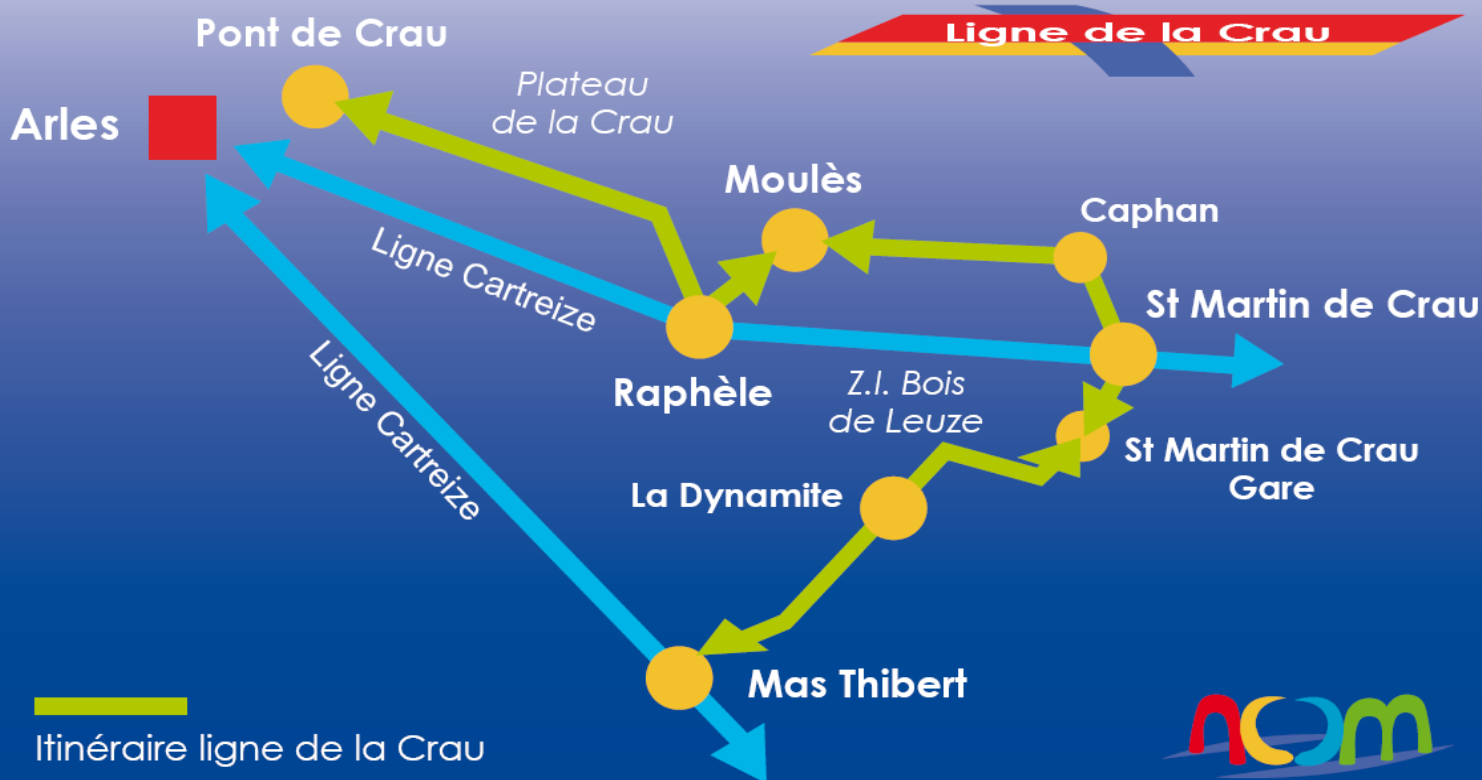 Ligne de la Crau
Pont de Crau
Arles
Plateau
de la Crau
Moulès
Caphan
Ligne Cartreize
St Martin de Crau
Raphèle
Z.I. Bois
de Leuze
Ligne Cartreize
St Martin de Crau
Gare
La Dynamite
Mas Thibert
Itinéraire ligne de la Crau